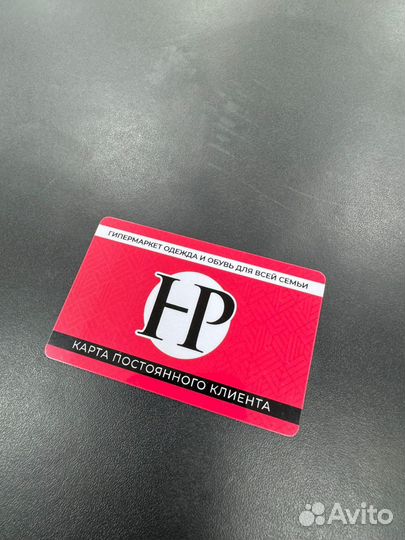 ГИПЕРМАРКЕТ ОДЕЖДА И ОБУВЬ ДЛЯ ВСЕЙ СЕМЬИ
НР
КАРТА ПОСТОЯННОГО КЛИЕНТА
Avito